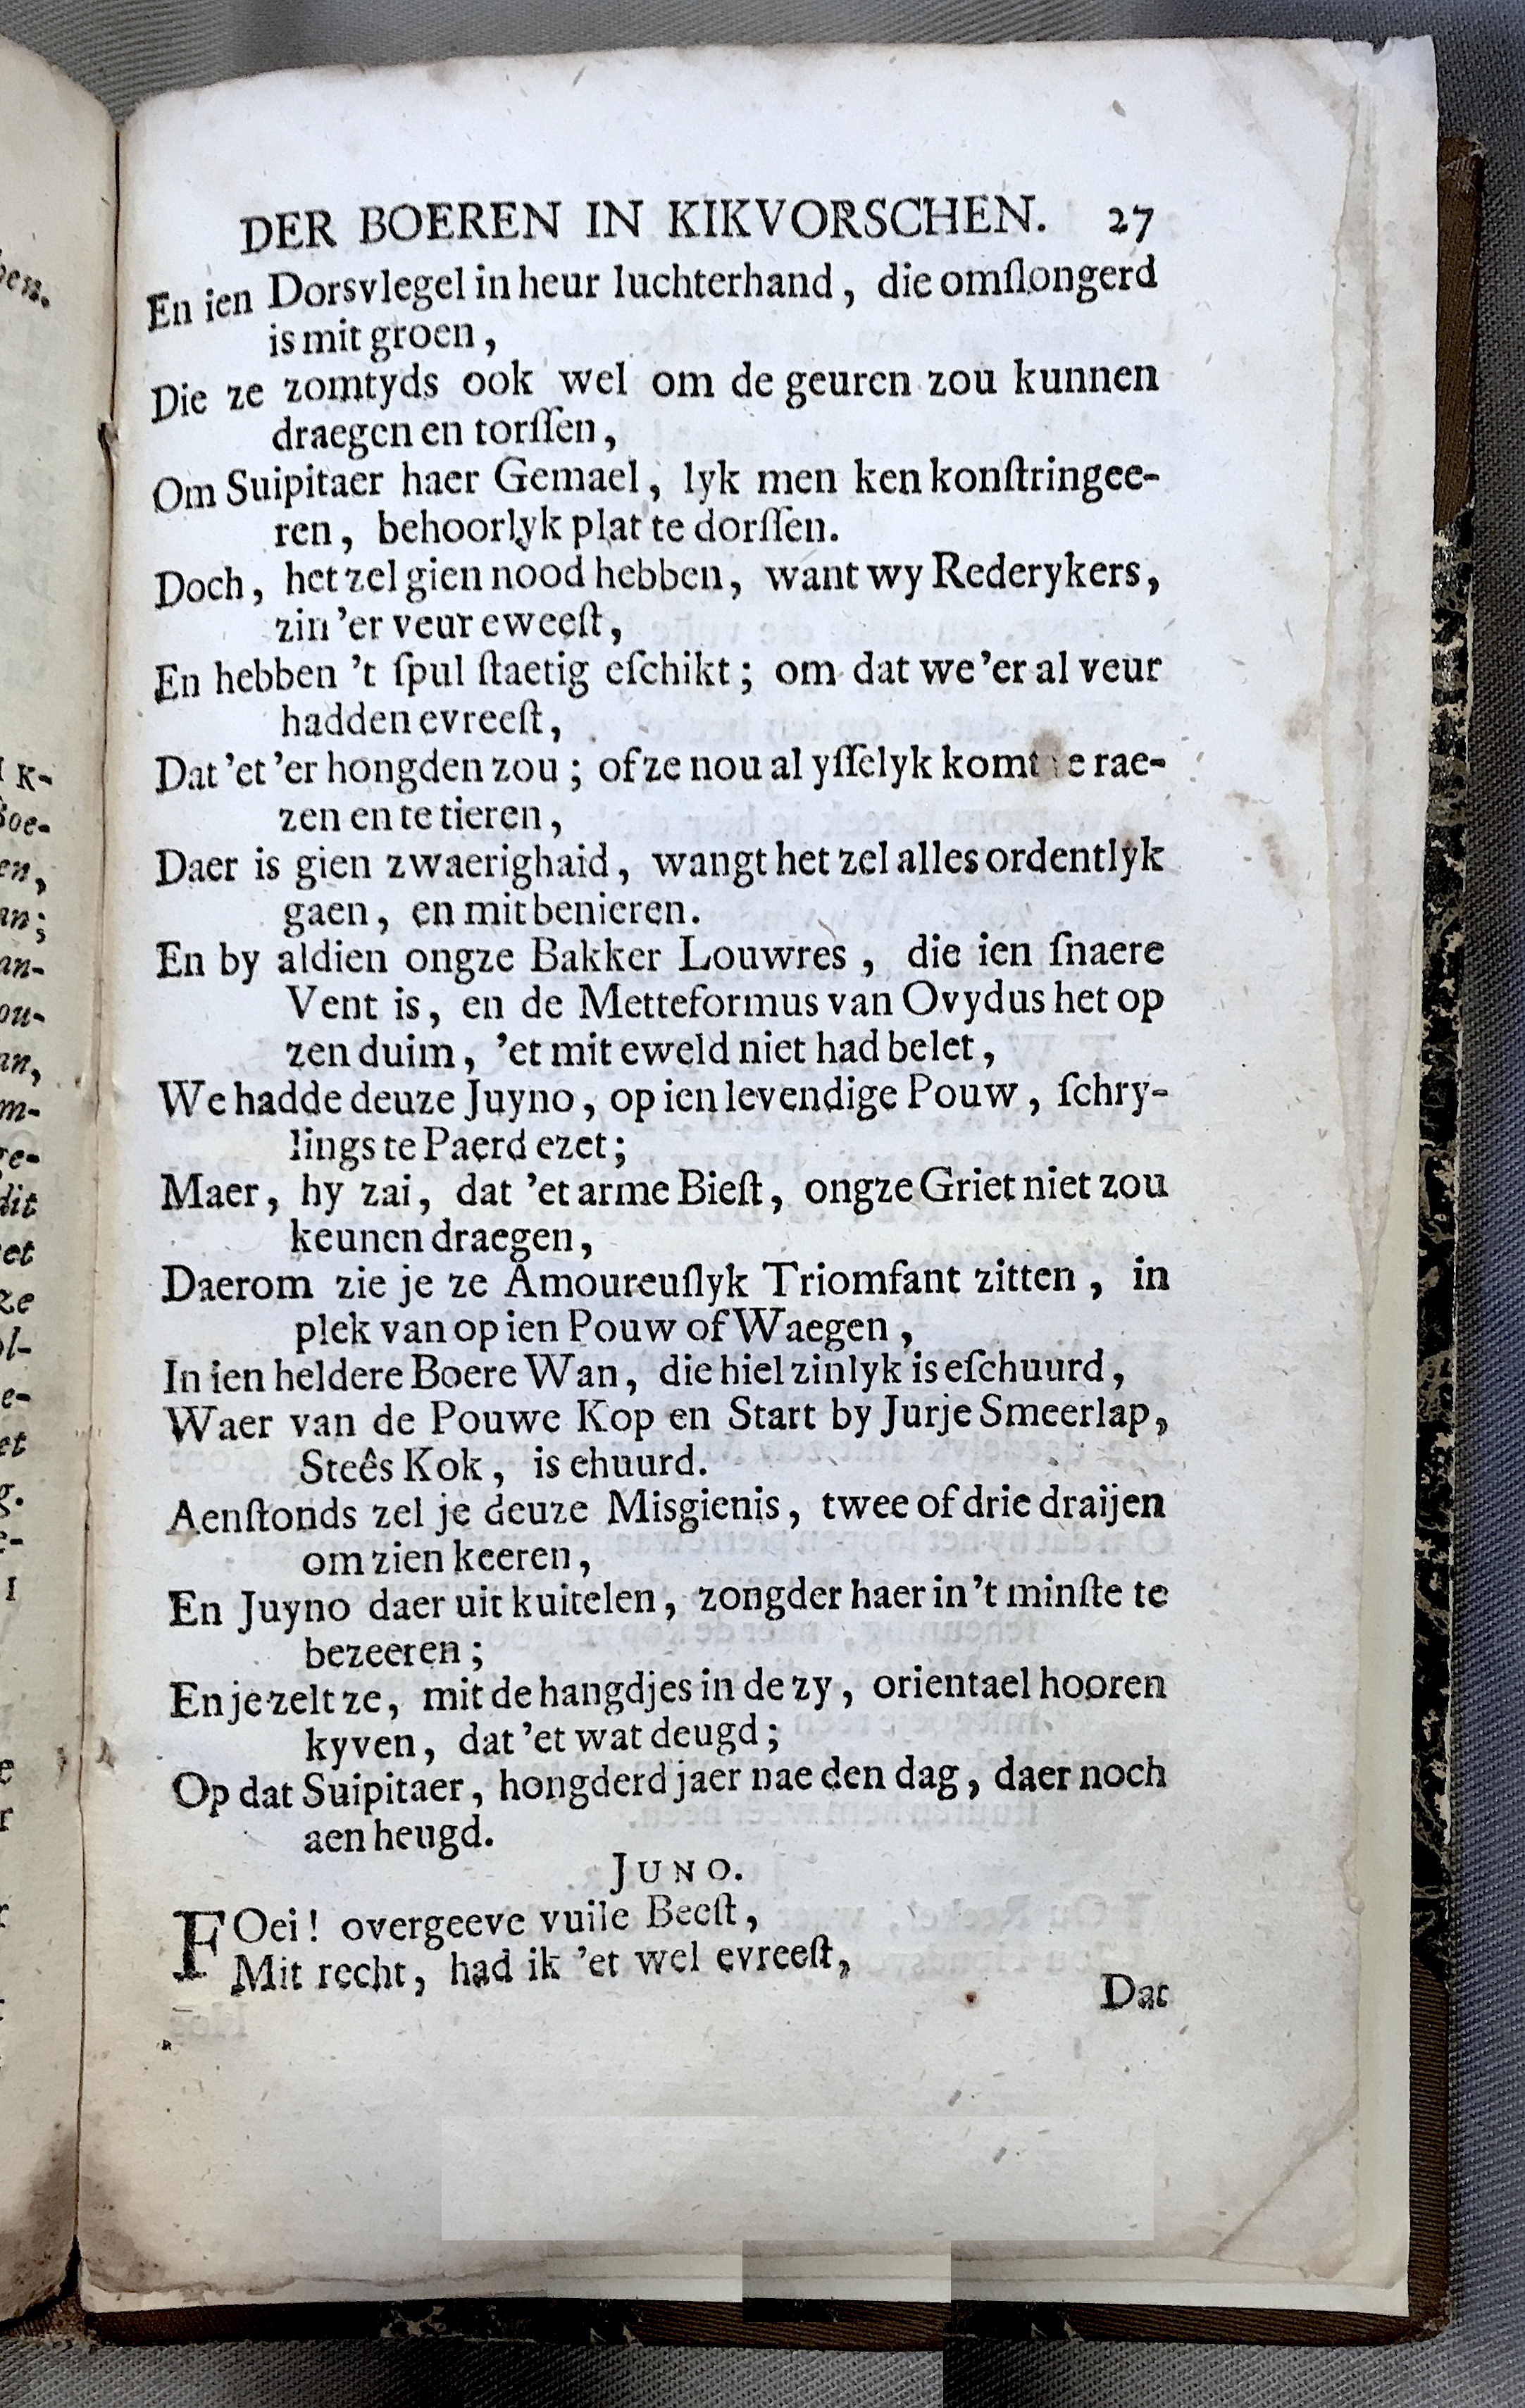 DER BOEREN IN KIKVORSCHEN. 27
En ien Dorsvlegel in heur luchterhand, die omſlongerd
is mit groen,
Die ze zomtyds ook wel om de geuren zou kunnen
draegen en torſſen,
Om Suipitaer haer Gemael, lyk men ken konſtringee-
ren, behoorlyk plat te dorſſen.
Doch, het zel gien nood hebben, want wy Rederykers,
zin 'er veur eweeſt,
En hebben 't ſpul ſtaetig eſchikt; om dat we 'er al veur
hadden evreeſt,
Dat 'et 'er hongden zou; of ze nou al yſſelyk komt e rae-
zen en te tieren,
Daer is gien zwaerighaid, wangt het zel alles ordentlyk
gaen, en mit benieren.
En by aldien ongze Bakker Louwres, die ien ſnaere
Vent is, en de Metteformus van Ovydus het op
zen duim, 'et mit eweld niet had belet,
We hadde deuze Juyno, op ien levendige Pouw, ſchry-
lings te Paerd ezet;
Maer, hy zai, dat 'et arme Bieſt, ongze Griet niet zou
keunen draegen,
Daerom zie je ze Amoureuſlyk Triomfant zitten, in
plek van op ien Pouw of Waegen,
In ien heldere Boere Wan, die hiel zinlyk is eſchuurd,
Waer van de Pouwe Kop en Start by Jurje Smeerlap,
Steês Kok, is ehuurd.
Aenſtonds zel je deuze Misgienis, twee of drie draijen
om zien keeren,
En Juyno daer uit kuitelen, zongder haer in 't minſte te
bezeeren;
En je zelt ze, mit de hangdjes in de zy, orientael hooren
kyven, dat 'et wat deugd;
Op dat Suipitaer, hongderd jaer nae den dag, daer noch
aen heugd.
JUNO.
FOei! overgeeve vuile Beeſt,
Mit recht, had ik 'et wel evreeſt,
Dat